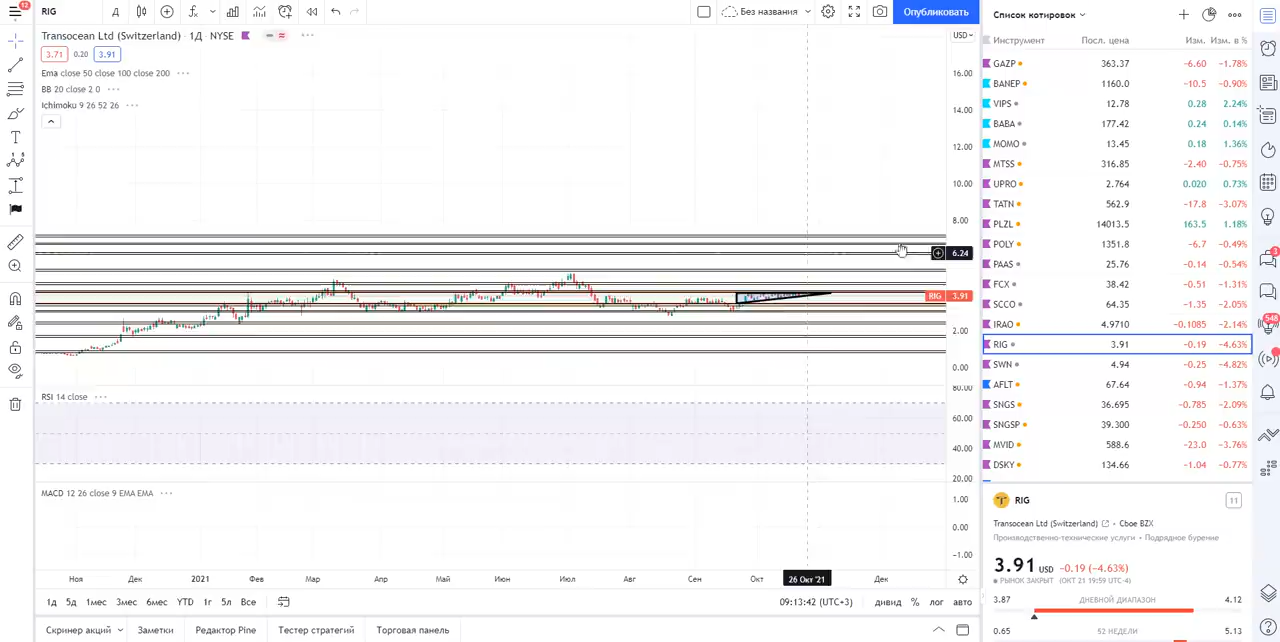 12
RIG
Д
Без названия
Опубликовать
Transocean Ltd (Switzerland) · 1Д · NYSE
3.71 0.20 3.91
Ema close 50 close 100 close 200
BB 20 close 2 0
Ichimoku 9 26 52 26
USD
16.00
14.00
12.00
10.00
8.00
6.24
RIG 3.91
2.00
0.00
RSI 14 close
80.00
60.00
40.00
20.00
MACD 12 26 close 9 EMA EMA
1.00
0.00
−1.00
Ноя Дек 2021 Фев Мар Апр Май Июн Июл Авг Сен Окт 26 Окт '21 Дек
1д 5д 1мес 3мес 6мес YTD 1г 5л Все
09:13:42 (UTC+3) дивид % лог авто
Скринер акций Заметки Редактор Pine Тестер стратегий Торговая панель
Список котировок
Инструмент Посл. цена Изм. Изм. в %
GAZP 363.37 −6.60 −1.78%
BANEP 1160.0 −10.5 −0.90%
VIPS 12.78 0.28 2.24%
BABA 177.42 0.24 0.14%
MOMO 13.45 0.18 1.36%
MTSS 316.85 −2.40 −0.75%
UPRO 2.764 0.020 0.73%
TATN 562.9 −17.8 −3.07%
PLZL 14013.5 163.5 1.18%
POLY 1351.8 −6.7 −0.49%
PAAS 25.76 −0.14 −0.54%
FCX 38.42 −0.51 −1.31%
SCCO 64.35 −1.35 −2.05%
IRAO 4.9710 −0.1085 −2.14%
RIG 3.91 −0.19 −4.63%
SWN 4.94 −0.25 −4.82%
AFLT 67.64 −0.94 −1.37%
SNGS 36.695 −0.785 −2.09%
SNGSP 39.300 −0.250 −0.63%
MVID 588.6 −23.0 −3.76%
DSKY 134.66 −1.04 −0.77%
RIG
11
Transocean Ltd (Switzerland) • Cboe BZX
Производственно-технические услуги • Подрядное бурение
3.91 USD −0.19 (−4.63%)
РЫНОК ЗАКРЫТ (ОКТ 21 19:59 UTC-4)
3.87 ДНЕВНОЙ ДИАПАЗОН 4.12
0.65 52 НЕДЕЛИ 5.13
3
548